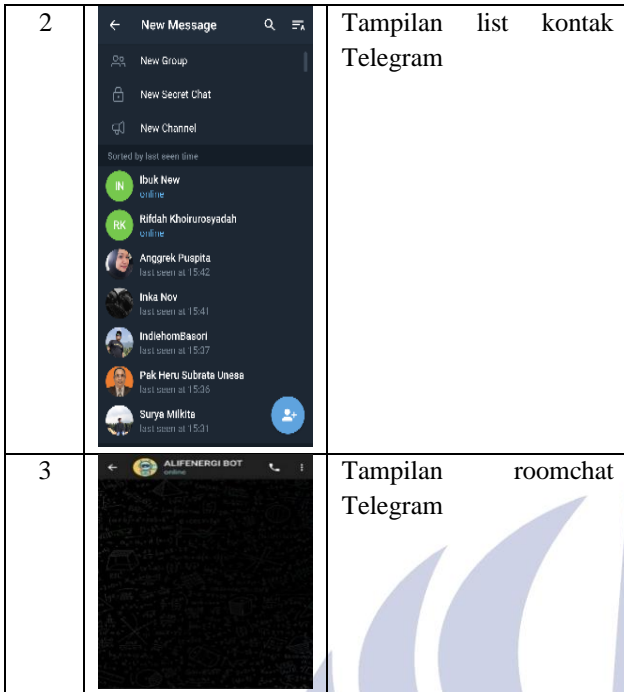 2
New Message
New Group
New Secret Chat
New Channel
Sorted by last seen time
IN
Ibuk New
online
RK
Rifdah Khoirurosyadah
online
Anggrek Puspita
last seen at 15:42
Inka Nov
last seen at 15:41
IndiehomBasori
last seen at 15:37
Pak Heru Subrata Unesa
last seen at 15:36
Surya Milkita
last seen at 15:31
Tampilan list kontak
Telegram
3
ALIFENERGI BOT
online
Tampilan roomchat
Telegram